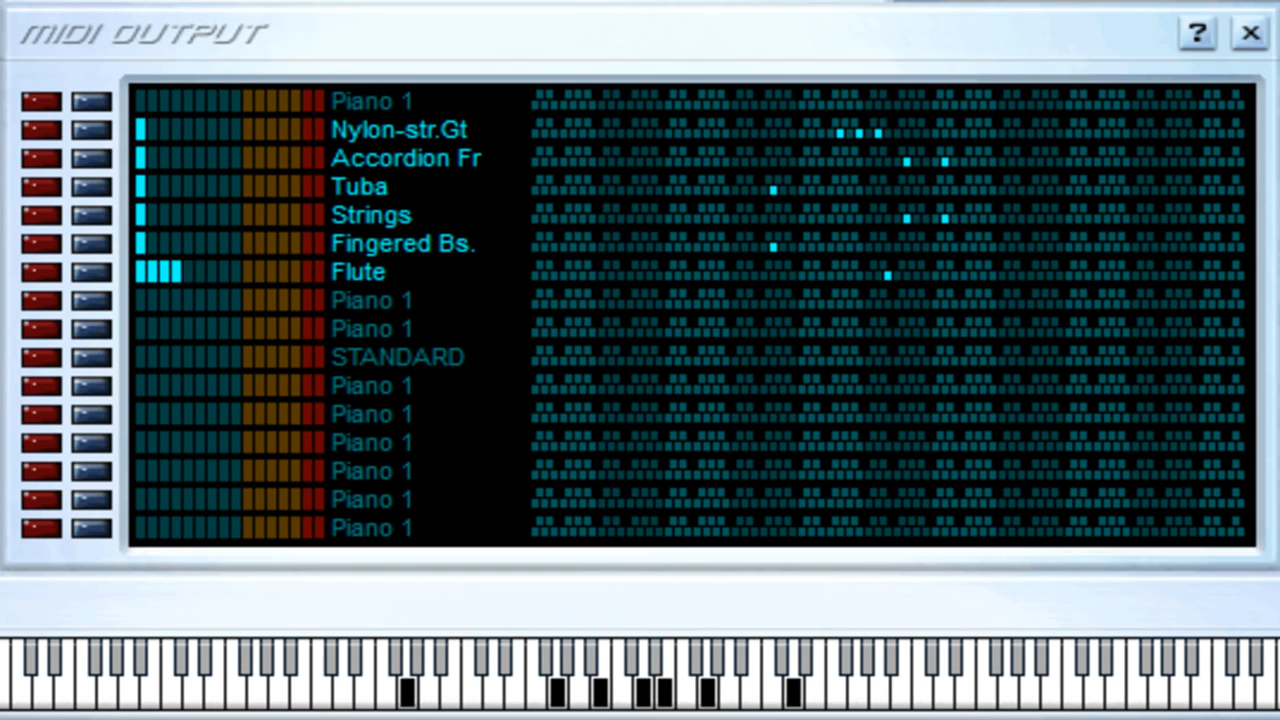 MIDI OUTPUT
?
×
Piano 1
Nylon-str.Gt
Accordion Fr
Tuba
Strings
Fingered Bs.
Flute
Piano 1
Piano 1
STANDARD
Piano 1
Piano 1
Piano 1
Piano 1
Piano 1
Piano 1